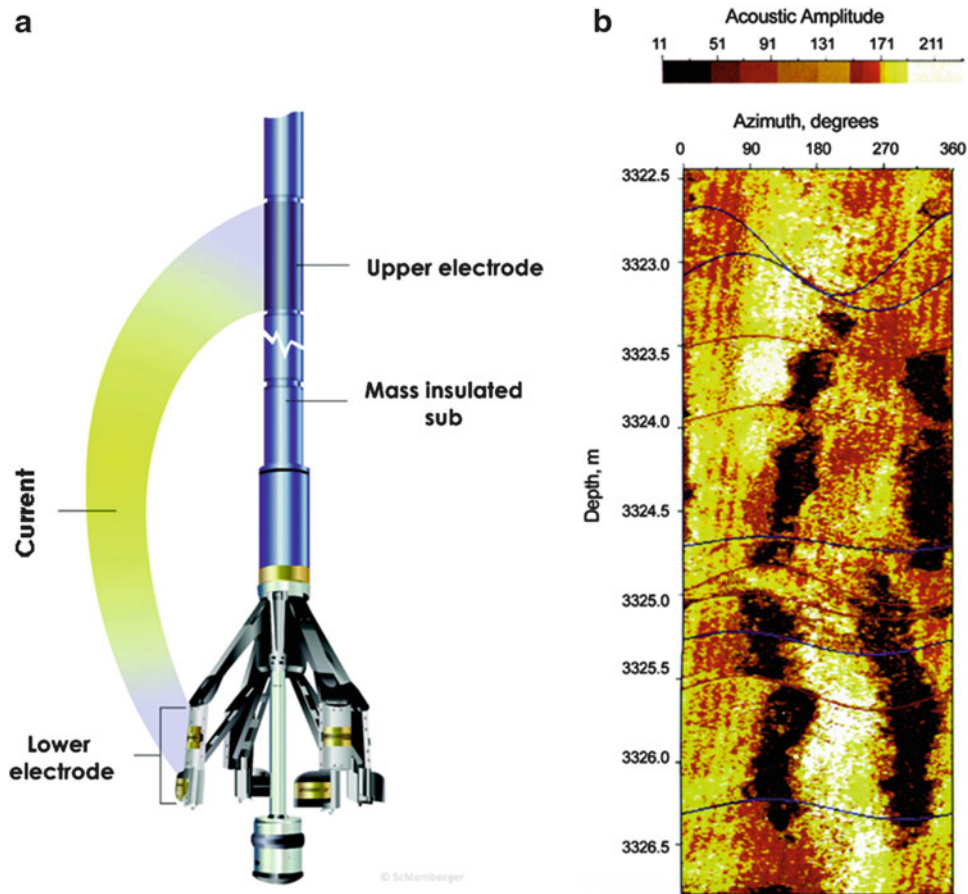 a
Upper electrode
Mass insulated
sub
Current
Lower
electrode
© Schlumberger
b
Acoustic Amplitude
11 51 91 131 171 211
Azimuth, degrees
0 90 180 270 360
Depth, m
3322.5
3323.0
3323.5
3324.0
3324.5
3325.0
3325.5
3326.0
3326.5